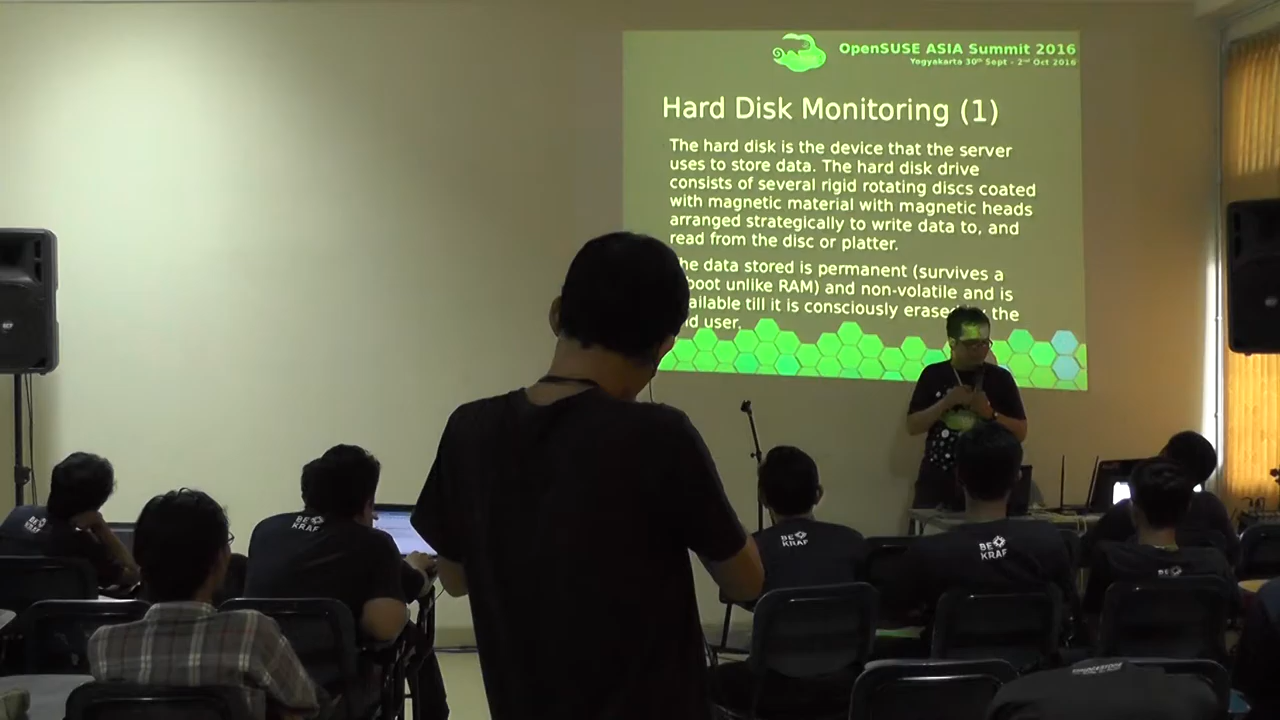 OpenSUSE ASIA Summit 2016
Yogyakarta 30th Sept - 2nd Oct 2016
Hard Disk Monitoring (1)
The hard disk is the device that the server
uses to store data. The hard disk drive
consists of several rigid rotating discs coated
with magnetic material with magnetic heads
arranged strategically to write data to, and
read from the disc or platter.
he data stored is permanent (survives a
boot unlike RAM) and non-volatile and is
ailable till it is consciously erased the
d user.
BE
KRAF
BE
KRAF
BE
KRAF
BE
KRAF
BE